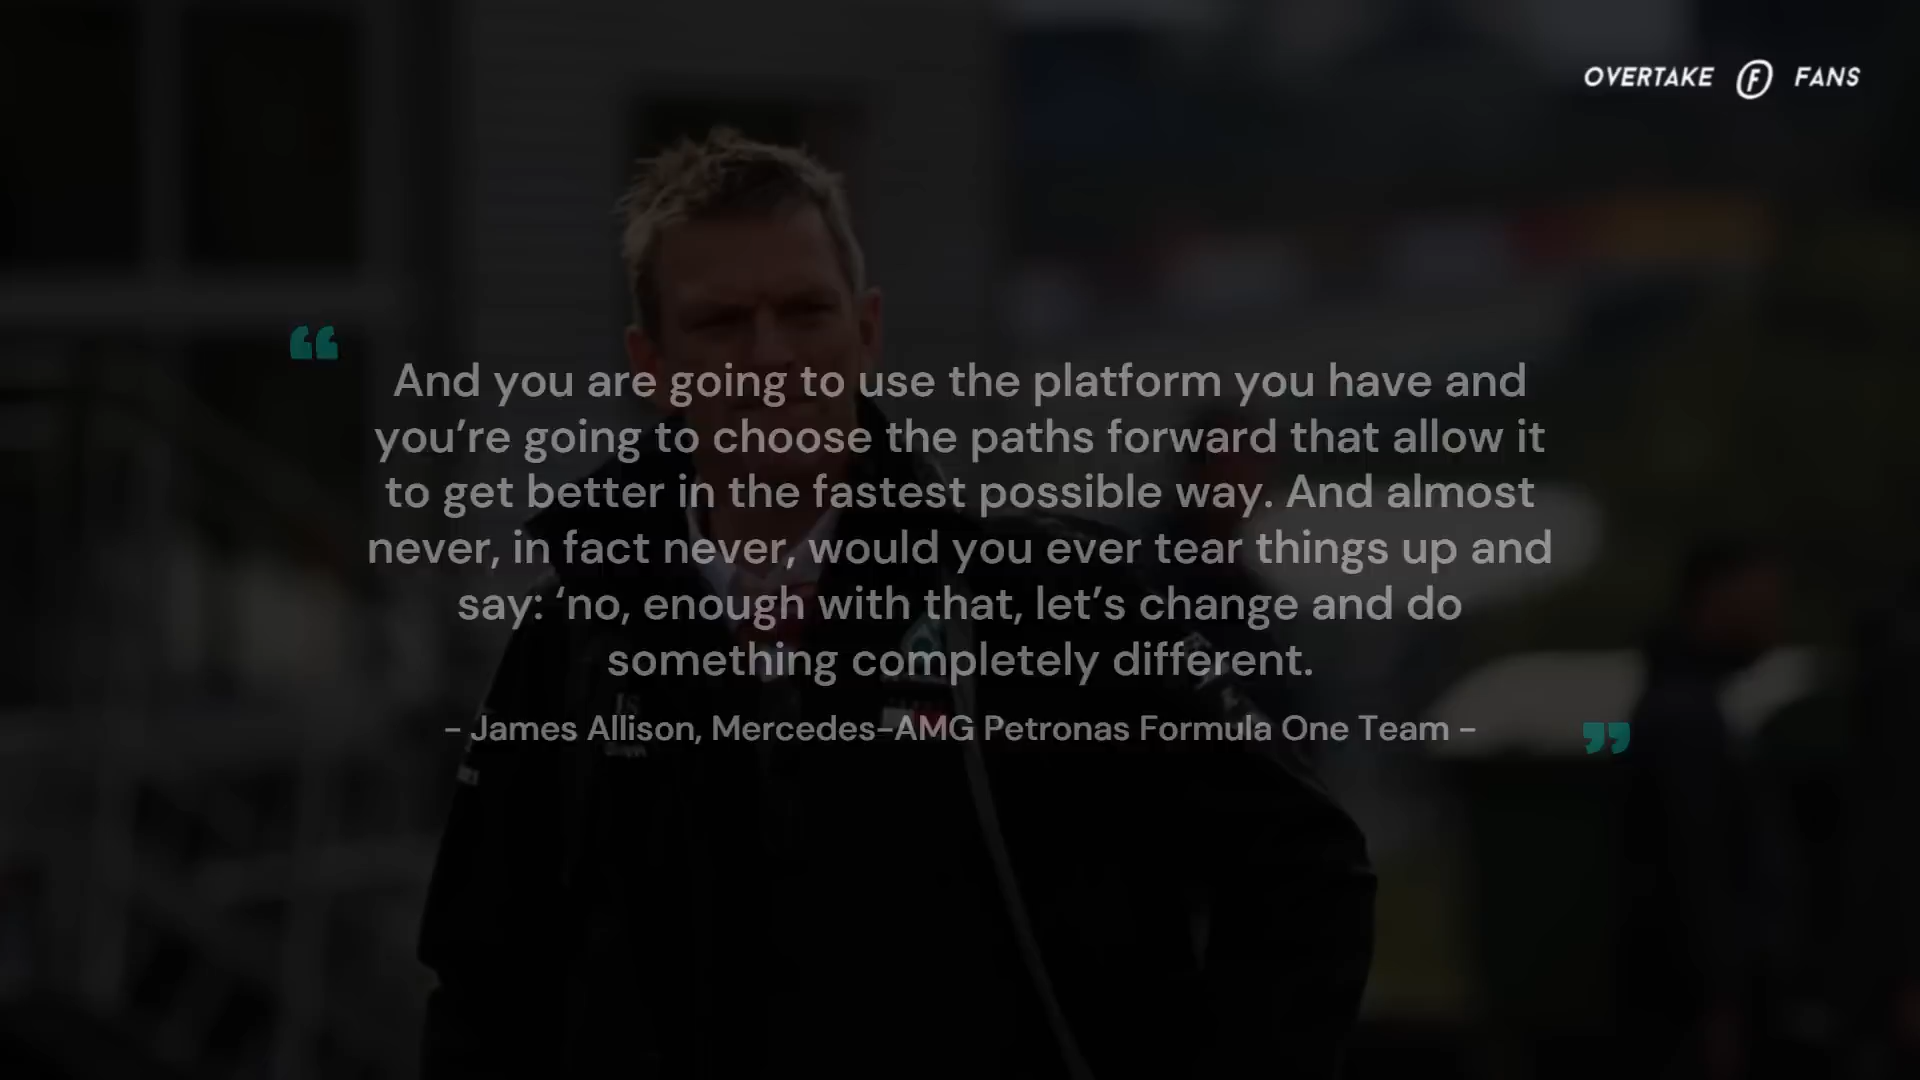 OVERTAKE F FANS
“
And you are going to use the platform you have and
you’re going to choose the paths forward that allow it
to get better in the fastest possible way. And almost
never, in fact never, would you ever tear things up and
say: ‘no, enough with that, let’s change and do
something completely different.
– James Allison, Mercedes-AMG Petronas Formula One Team –
”